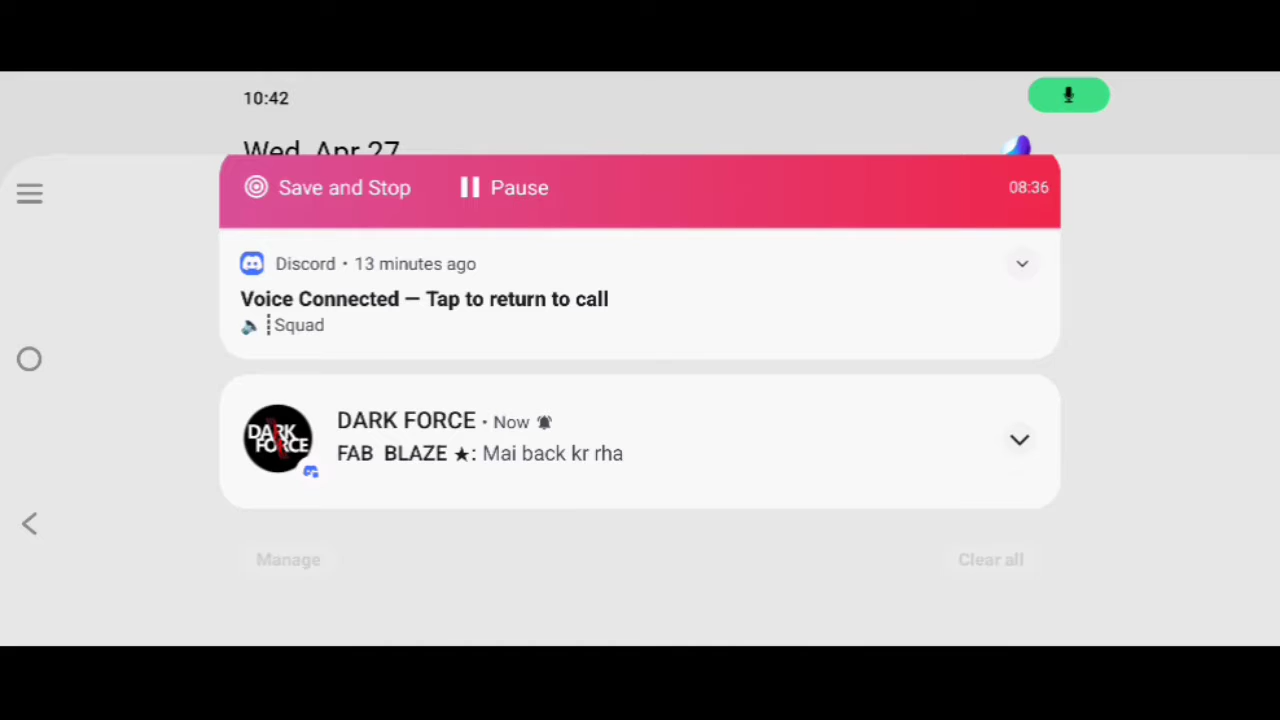 10:42
Wed, Apr 27
Save and Stop Pause 08:36
Discord • 13 minutes ago
Voice Connected – Tap to return to call
🔈 ┋Squad
DARK FORCE • Now
DARK FORCE
FAB BLAZE ★: Mai back kr rha
Manage Clear all